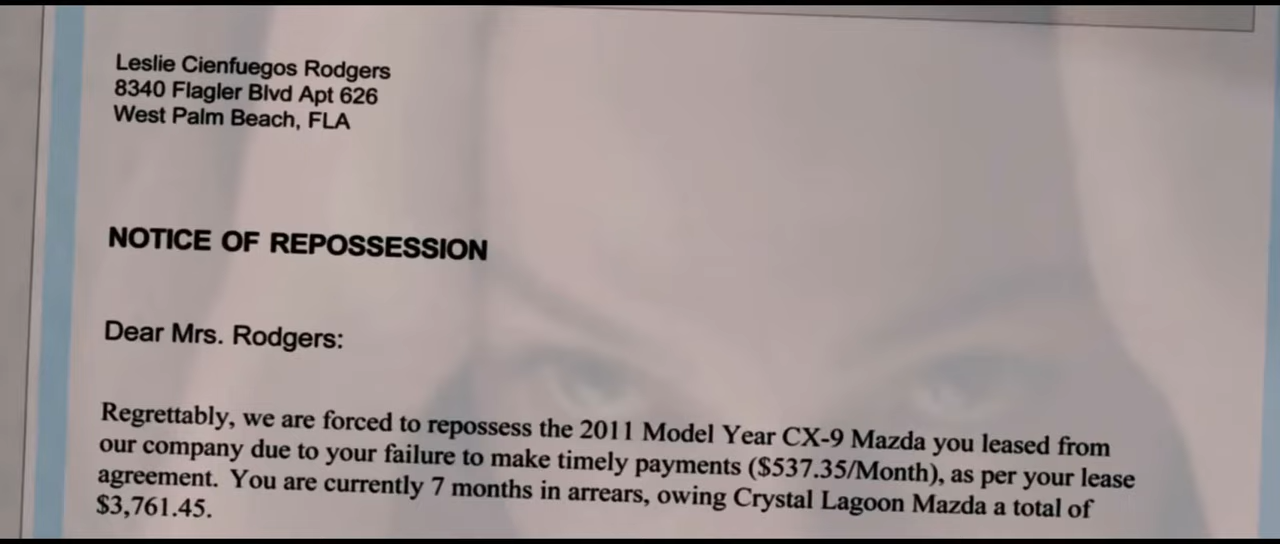 Leslie Cienfuegos Rodgers
8340 Flagler Blvd Apt 626
West Palm Beach, FLA
NOTICE OF REPOSSESSION
Dear Mrs. Rodgers:
Regrettably, we are forced to repossess the 2011 Model Year CX-9 Mazda you leased from
our company due to your failure to make timely payments ($537.35/Month), as per your lease
agreement. You are currently 7 months in arrears, owing Crystal Lagoon Mazda a total of
$3,761.45.